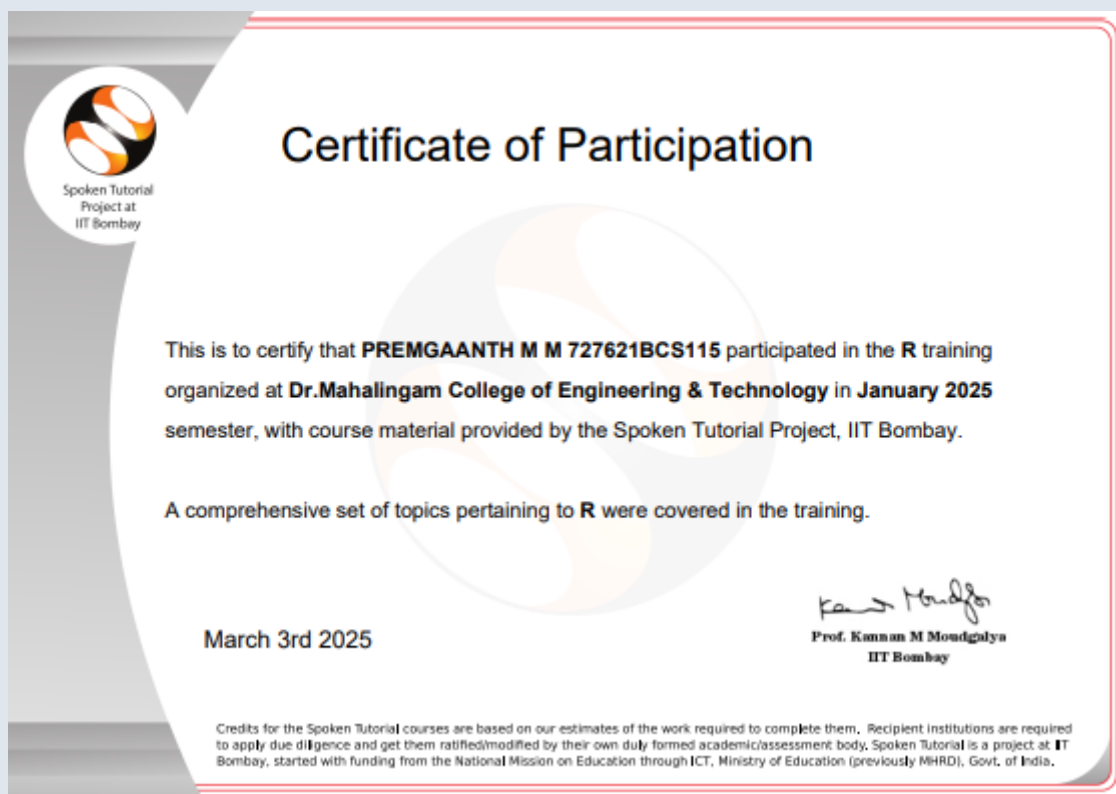 Spoken Tutorial
Project at
IIT Bombay
Certificate of Participation
This is to certify that PREMGAANTH M M 727621BCS115 participated in the R training
organized at Dr.Mahalingam College of Engineering & Technology in January 2025
semester, with course material provided by the Spoken Tutorial Project, IIT Bombay.
A comprehensive set of topics pertaining to R were covered in the training.
March 3rd 2025
Prof. Kannan M Moudgalya
IIT Bombay
Credits for the Spoken Tutorial courses are based on our estimates of the work required to complete them. Recipient institutions are required
to apply due diligence and get them ratified/modified by their own duly formed academic/assessment body. Spoken Tutorial is a project at IIT
Bombay, started with funding from the National Mission on Education through ICT, Ministry of Education (previously MHRD), Govt. of India.